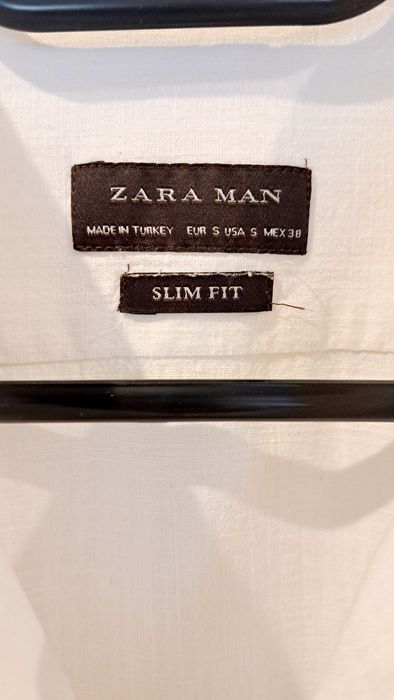 ZARA MAN
MADE IN TURKEY EUR S USA S MEX 38
SLIM FIT